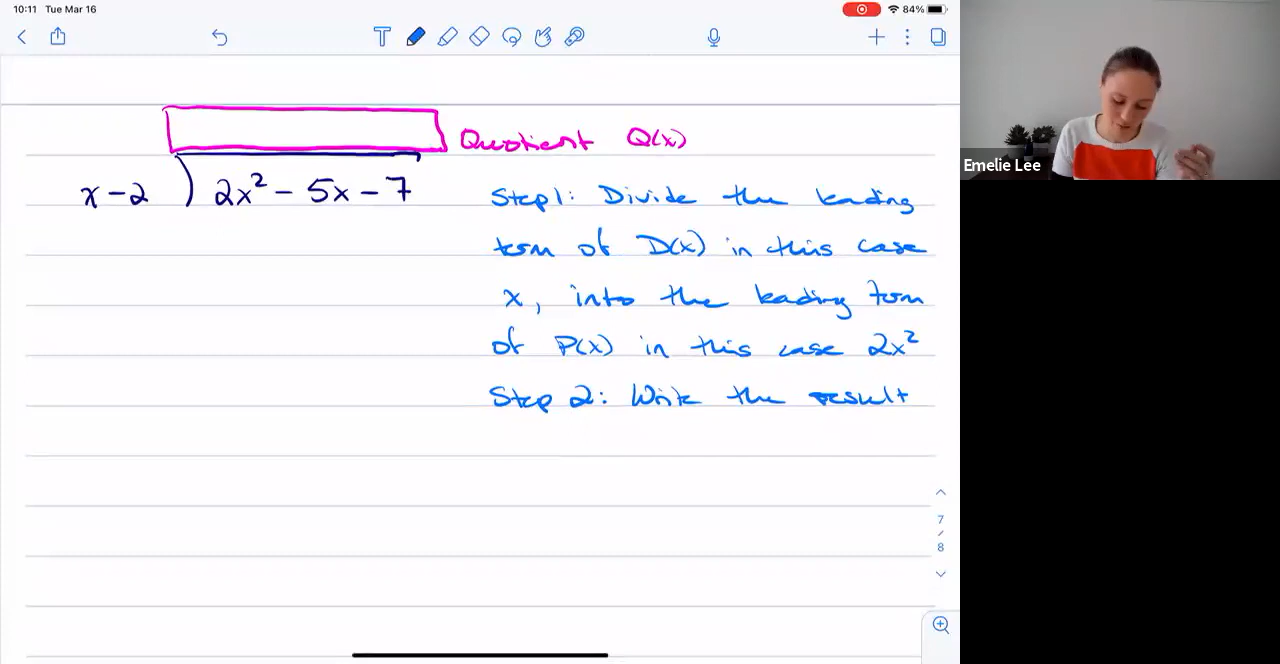 10:11 Tue Mar 16
84%
Quotient Q(x)
x-2 ) 2x² - 5x - 7
Step 1: Divide the leading
term of D(x) in this case
x, into the leading term
of P(x) in this case 2x²
Step 2: Write the result
Emelie Lee
7
/
8